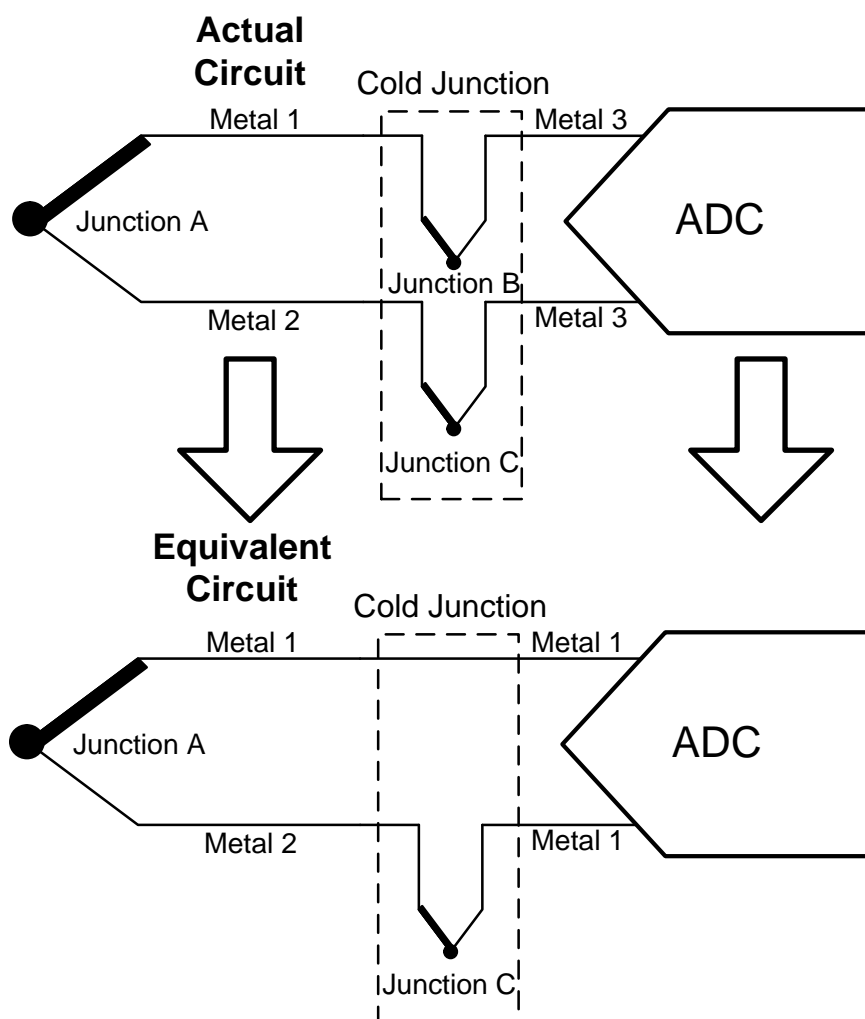 Actual
Circuit
Cold Junction
Metal 1
Metal 3
Junction A
ADC
Junction B
Metal 2
Metal 3
Junction C
Equivalent
Circuit
Cold Junction
Metal 1
Metal 1
Junction A
ADC
Metal 2
Metal 1
Junction C